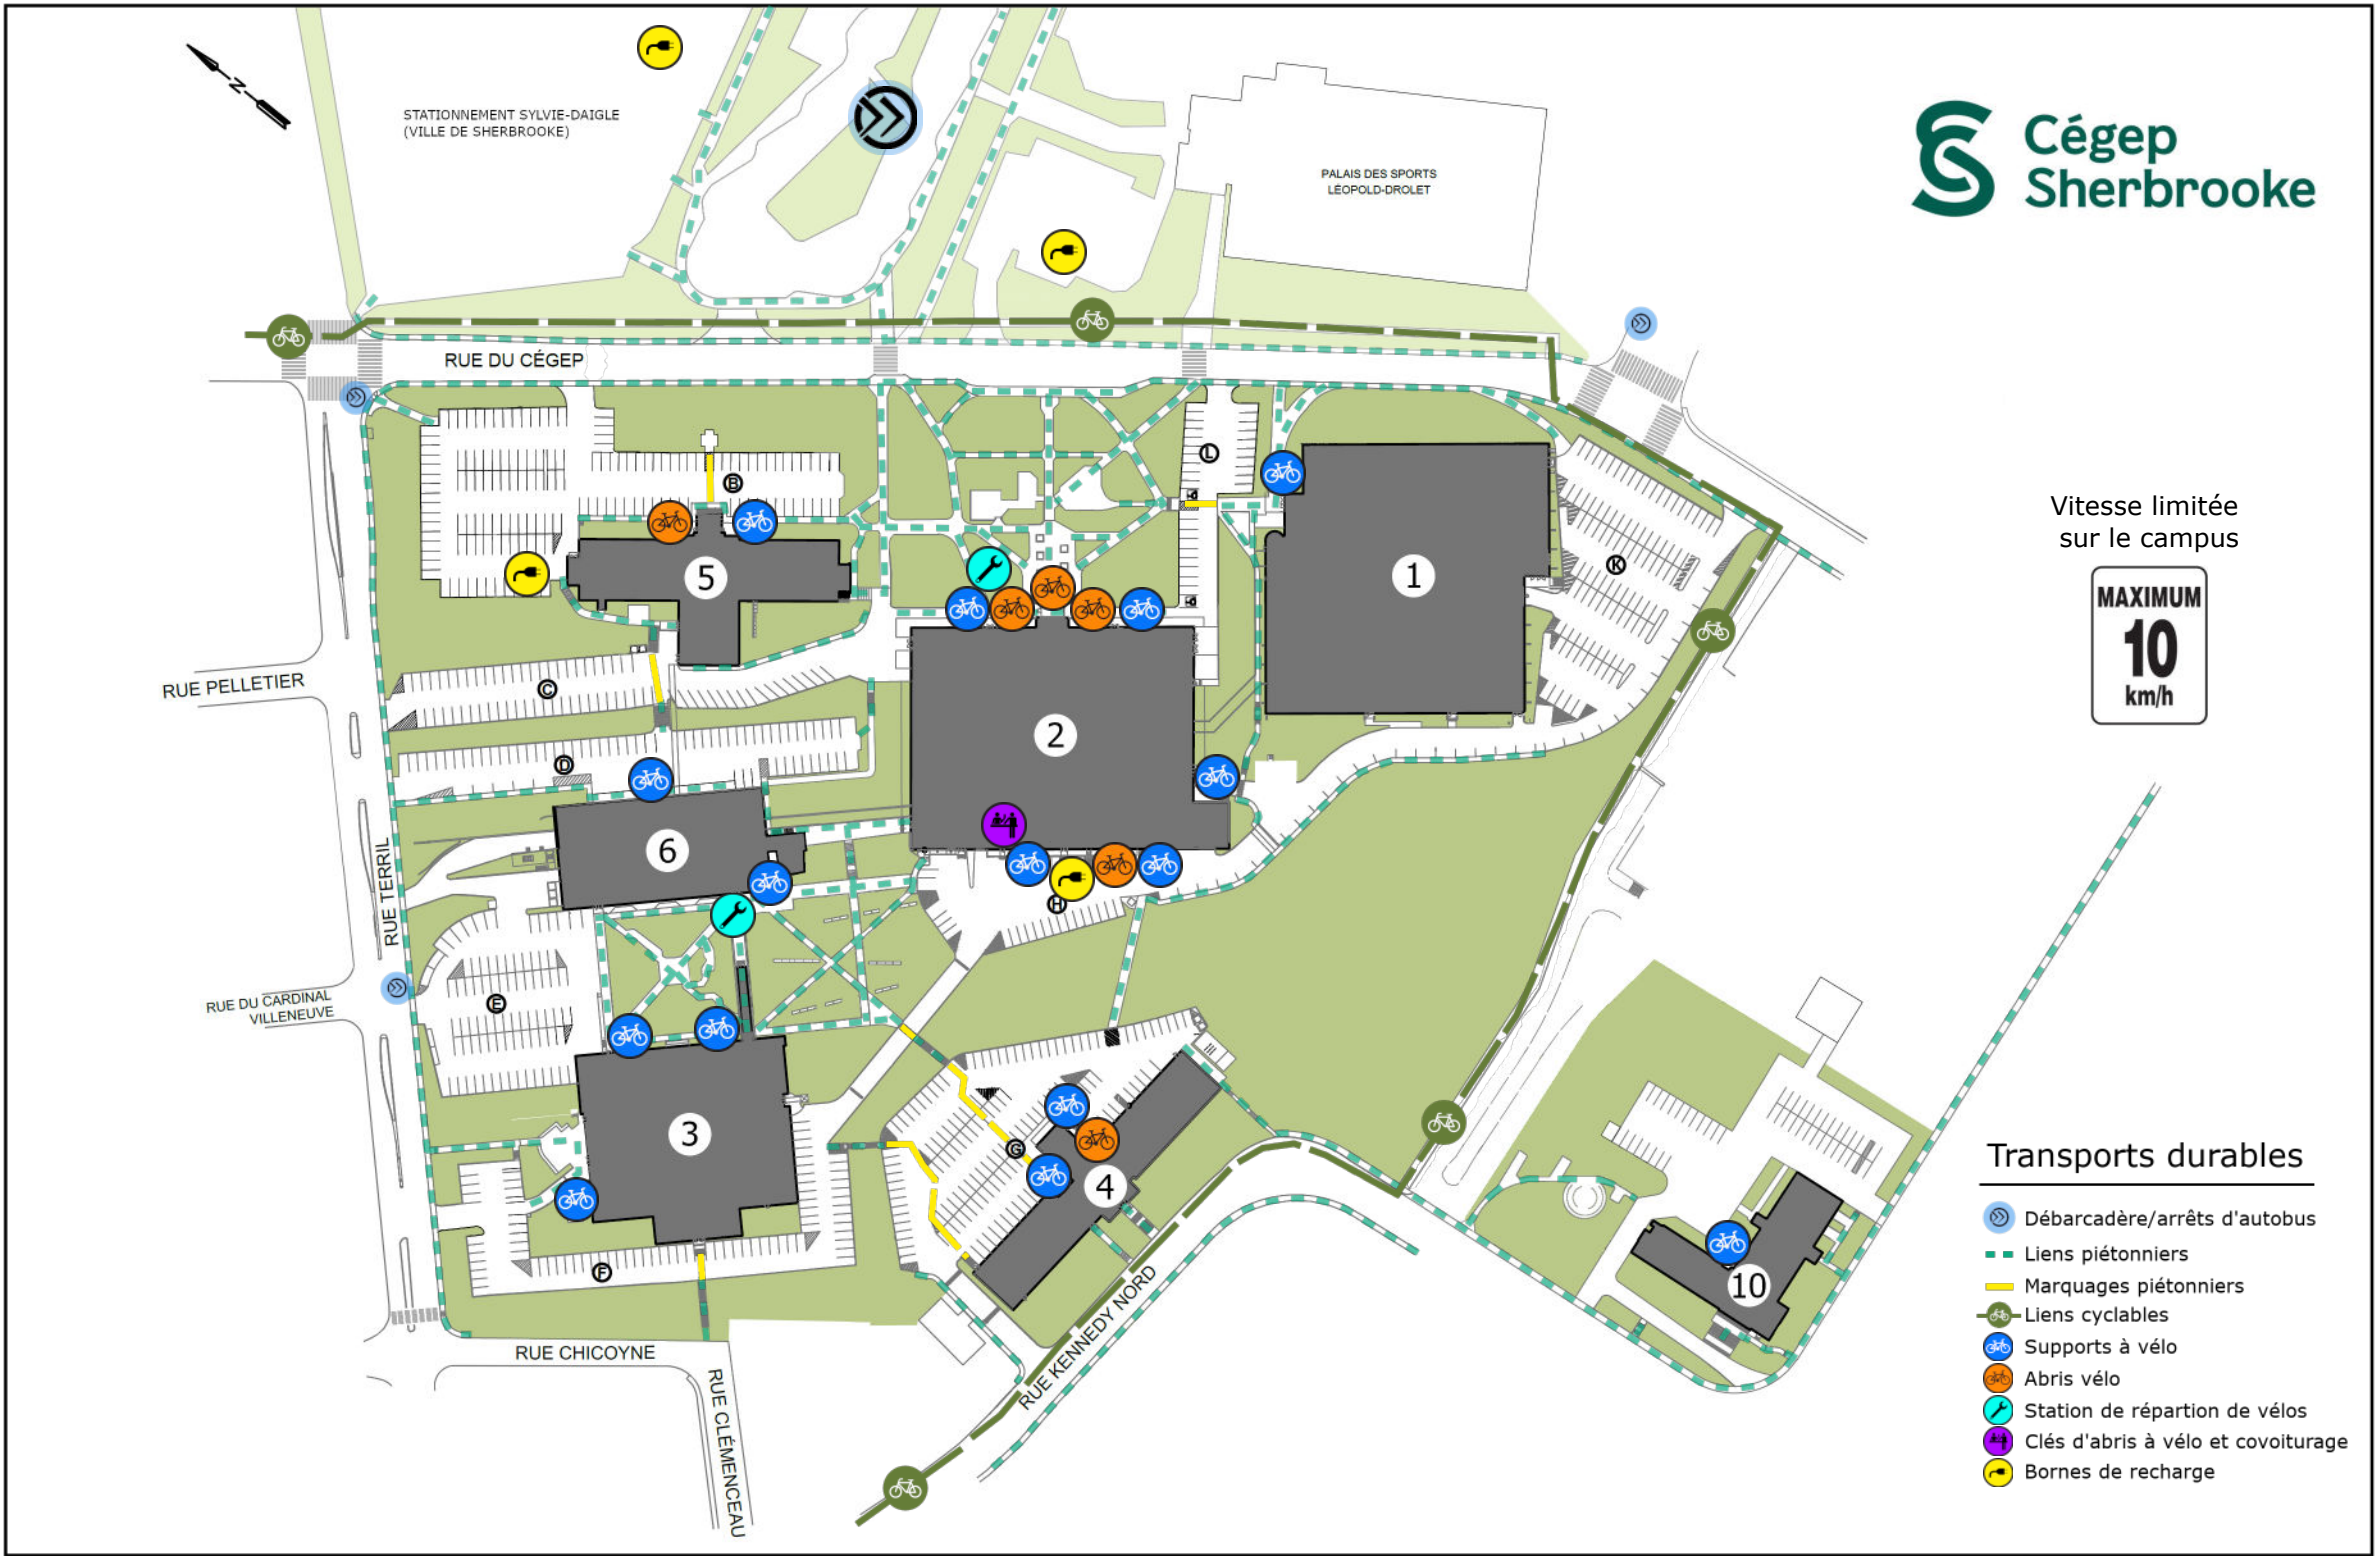 N
STATIONNEMENT SYLVIE-DAIGLE
(VILLE DE SHERBROOKE)
PALAIS DES SPORTS
LÉOPOLD-DROLET
Cégep
Sherbrooke
RUE DU CÉGEP
L
B
5
1
K
Vitesse limitée
sur le campus
MAXIMUM
10
km/h
RUE PELLETIER
C
2
D
6
RUE TERRIL
H
RUE DU CARDINAL
VILLENEUVE
E
3
G
4
F
10
RUE CHICOYNE
RUE CLÉMENCEAU
RUE KENNEDY NORD
Transports durables
Débarcadère/arrêts d'autobus
Liens piétonniers
Marquages piétonniers
Liens cyclables
Supports à vélo
Abris vélo
Station de répartion de vélos
Clés d'abris à vélo et covoiturage
Bornes de recharge